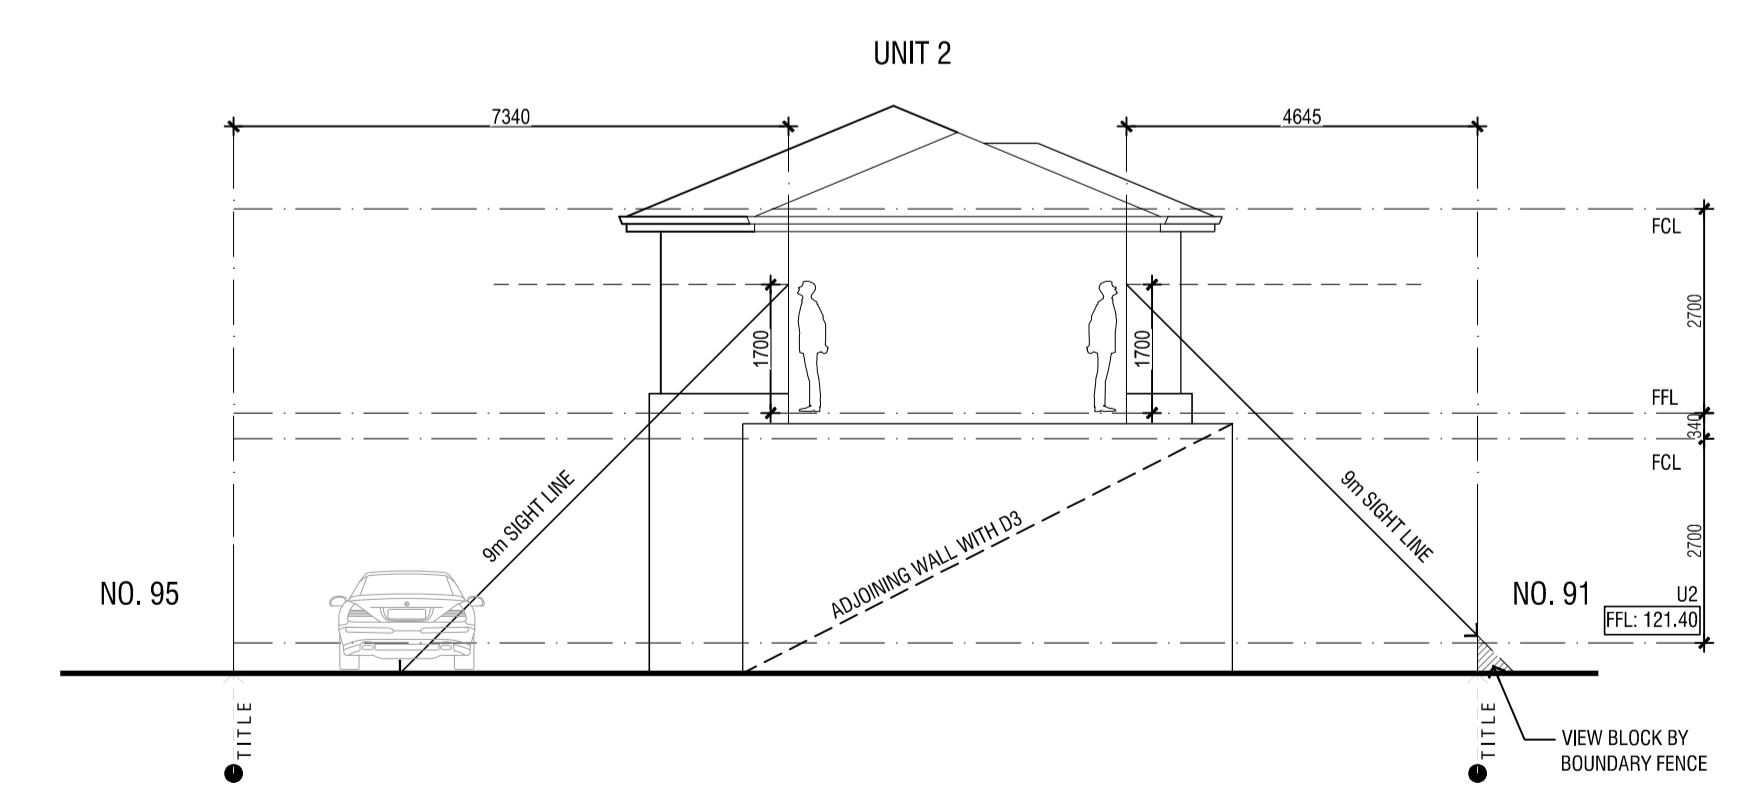 UNIT 2
7340
4645
FCL
2700
1700
1700
FFL
340
FCL
9m SIGHT LINE
9m SIGHT LINE
ADJOINING WALL WITH D3
2700
NO. 95
NO. 91
U2
FFL: 121.40
TITLE
TITLE
VIEW BLOCK BY
BOUNDARY FENCE